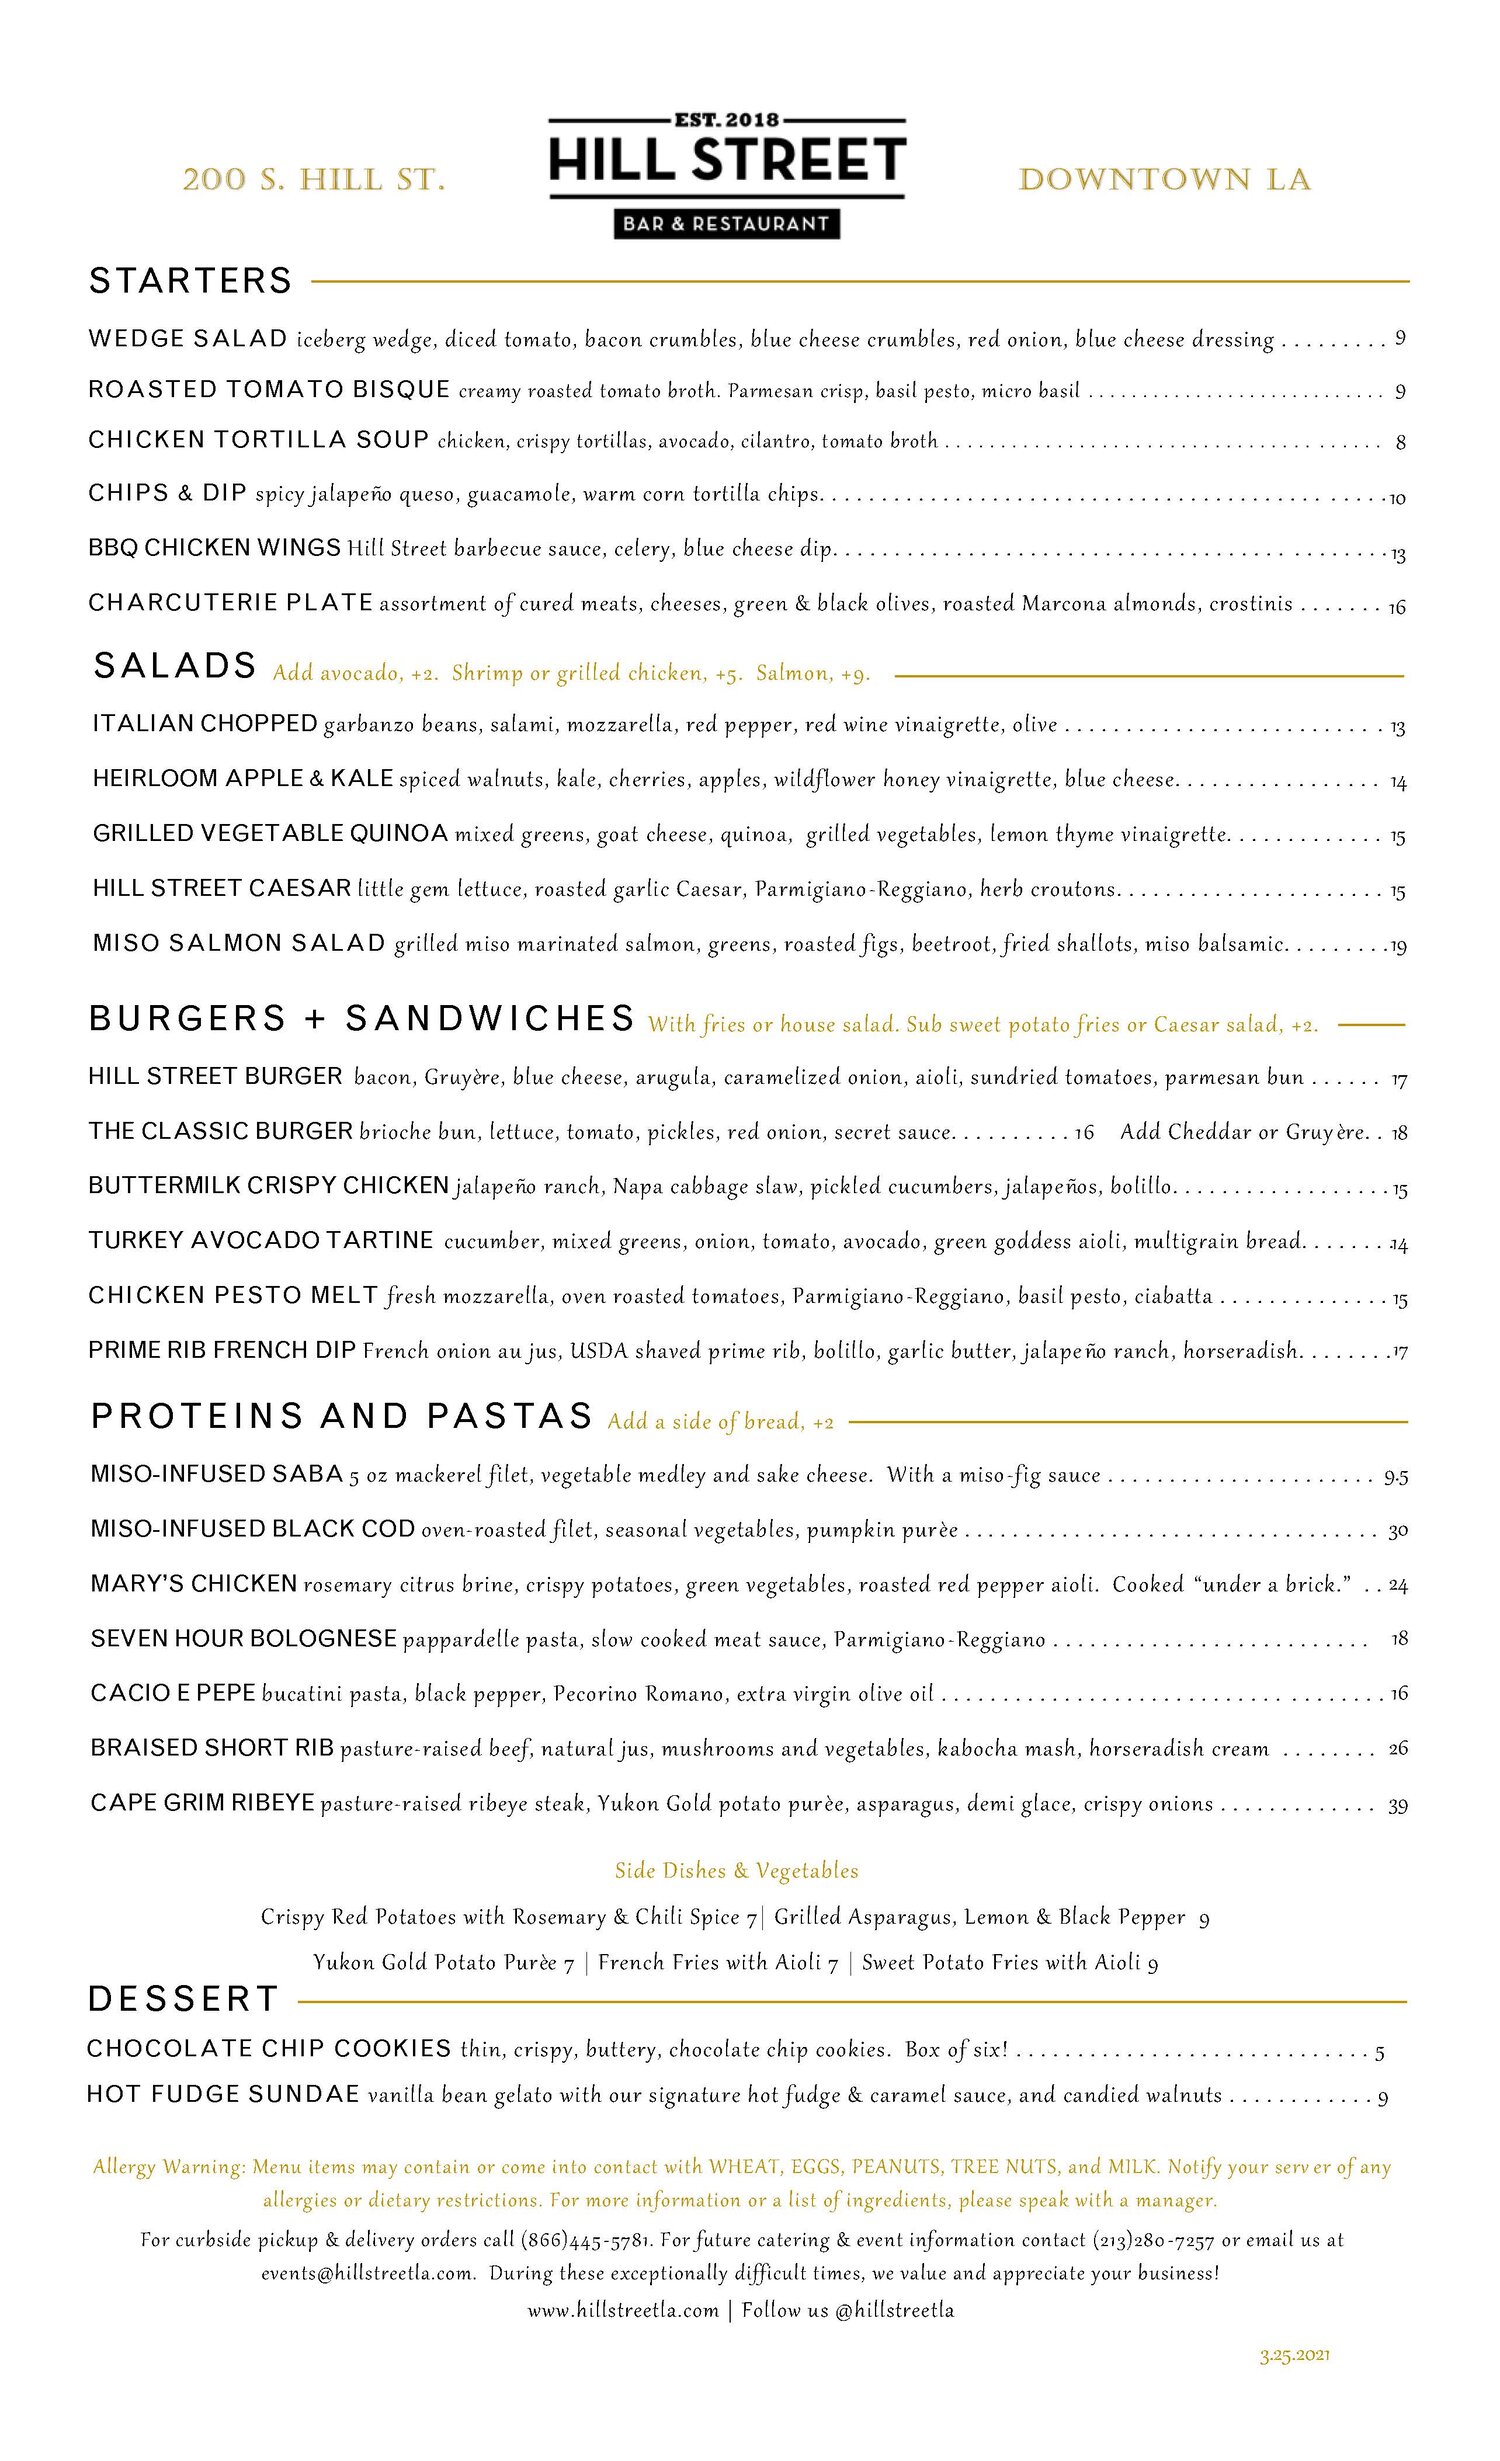 EST. 2018
HILL STREET
200 S. HILL ST.
DOWNTOWN LA
BAR & RESTAURANT
STARTERS
WEDGE SALAD iceberg wedge, diced tomato, bacon crumbles, blue cheese crumbles, red onion, blue cheese dressing . . . . . . . . . 9
ROASTED TOMATO BISQUE creamy roasted tomato broth. Parmesan crisp, basil pesto, micro basil . . . . . . . . . . . . . . . . . . . . . . . . . . . 9
CHICKEN TORTILLA SOUP chicken, crispy tortillas, avocado, cilantro, tomato broth . . . . . . . . . . . . . . . . . . . . . . . . . . . . . . . . . . . . . . 8
CHIPS & DIP spicy jalapeño queso, guacamole, warm corn tortilla chips. . . . . . . . . . . . . . . . . . . . . . . . . . . . . . . . . . . . . . . . . . . . . . . 10
BBQ CHICKEN WINGS Hill Street barbecue sauce, celery, blue cheese dip. . . . . . . . . . . . . . . . . . . . . . . . . . . . . . . . . . . . . . . . . . . . . . 13
CHARCUTERIE PLATE assortment of cured meats, cheeses, green & black olives, roasted Marcona almonds, crostinis . . . . . . . 16
SALADS Add avocado, +2. Shrimp or grilled chicken, +5. Salmon, +9.
ITALIAN CHOPPED garbanzo beans, salami, mozzarella, red pepper, red wine vinaigrette, olive . . . . . . . . . . . . . . . . . . . . . . . . . . 13
HEIRLOOM APPLE & KALE spiced walnuts, kale, cherries, apples, wildflower honey vinaigrette, blue cheese. . . . . . . . . . . . . . . . . 14
GRILLED VEGETABLE QUINOA mixed greens, goat cheese, quinoa, grilled vegetables, lemon thyme vinaigrette. . . . . . . . . . . . . 15
HILL STREET CAESAR little gem lettuce, roasted garlic Caesar, Parmigiano-Reggiano, herb croutons. . . . . . . . . . . . . . . . . . . . . . 15
MISO SALMON SALAD grilled miso marinated salmon, greens, roasted figs, beetroot, fried shallots, miso balsamic. . . . . . . . . 19
BURGERS + SANDWICHES With fries or house salad. Sub sweet potato fries or Caesar salad, +2.
HILL STREET BURGER bacon, Gruyère, blue cheese, arugula, caramelized onion, aioli, sundried tomatoes, parmesan bun . . . . . . 17
THE CLASSIC BURGER brioche bun, lettuce, tomato, pickles, red onion, secret sauce. . . . . . . . . . 16 Add Cheddar or Gruyère. . 18
BUTTERMILK CRISPY CHICKEN jalapeño ranch, Napa cabbage slaw, pickled cucumbers, jalapeños, bolillo. . . . . . . . . . . . . . . . . . 15
TURKEY AVOCADO TARTINE cucumber, mixed greens, onion, tomato, avocado, green goddess aioli, multigrain bread. . . . . . . . 14
CHICKEN PESTO MELT fresh mozzarella, oven roasted tomatoes, Parmigiano-Reggiano, basil pesto, ciabatta . . . . . . . . . . . . . . 15
PRIME RIB FRENCH DIP French onion au jus, USDA shaved prime rib, bolillo, garlic butter, jalapeño ranch, horseradish. . . . . . . . 17
PROTEINS AND PASTAS Add a side of bread, +2
MISO-INFUSED SABA 5 oz mackerel filet, vegetable medley and sake cheese. With a miso-fig sauce . . . . . . . . . . . . . . . . . . . . . . 9.5
MISO-INFUSED BLACK COD oven-roasted filet, seasonal vegetables, pumpkin purèe . . . . . . . . . . . . . . . . . . . . . . . . . . . . . . . . . . 30
MARY'S CHICKEN rosemary citrus brine, crispy potatoes, green vegetables, roasted red pepper aioli. Cooked “under a brick.” . . 24
SEVEN HOUR BOLOGNESE pappardelle pasta, slow cooked meat sauce, Parmigiano-Reggiano . . . . . . . . . . . . . . . . . . . . . . . . . . 18
CACIO E PEPE bucatini pasta, black pepper, Pecorino Romano, extra virgin olive oil . . . . . . . . . . . . . . . . . . . . . . . . . . . . . . . . . . . . 16
BRAISED SHORT RIB pasture-raised beef, natural jus, mushrooms and vegetables, kabocha mash, horseradish cream . . . . . . . . 26
CAPE GRIM RIBEYE pasture-raised ribeye steak, Yukon Gold potato purèe, asparagus, demi glace, crispy onions . . . . . . . . . . . . . 39
Side Dishes & Vegetables
Crispy Red Potatoes with Rosemary & Chili Spice 7| Grilled Asparagus, Lemon & Black Pepper 9
Yukon Gold Potato Purèe 7 | French Fries with Aioli 7 | Sweet Potato Fries with Aioli 9
DESSERT
CHOCOLATE CHIP COOKIES thin, crispy, buttery, chocolate chip cookies. Box of six! . . . . . . . . . . . . . . . . . . . . . . . . . . . . . 5
HOT FUDGE SUNDAE vanilla bean gelato with our signature hot fudge & caramel sauce, and candied walnuts . . . . . . . . . . . . 9
Allergy Warning: Menu items may contain or come into contact with WHEAT, EGGS, PEANUTS, TREE NUTS, and MILK. Notify your server of any
allergies or dietary restrictions. For more information or a list of ingredients, please speak with a manager.
For curbside pickup & delivery orders call (866)445-5781. For future catering & event information contact (213)280-7257 or email us at
events@hillstreetla.com. During these exceptionally difficult times, we value and appreciate your business!
www.hillstreetla.com | Follow us @hillstreetla
3.25.2021